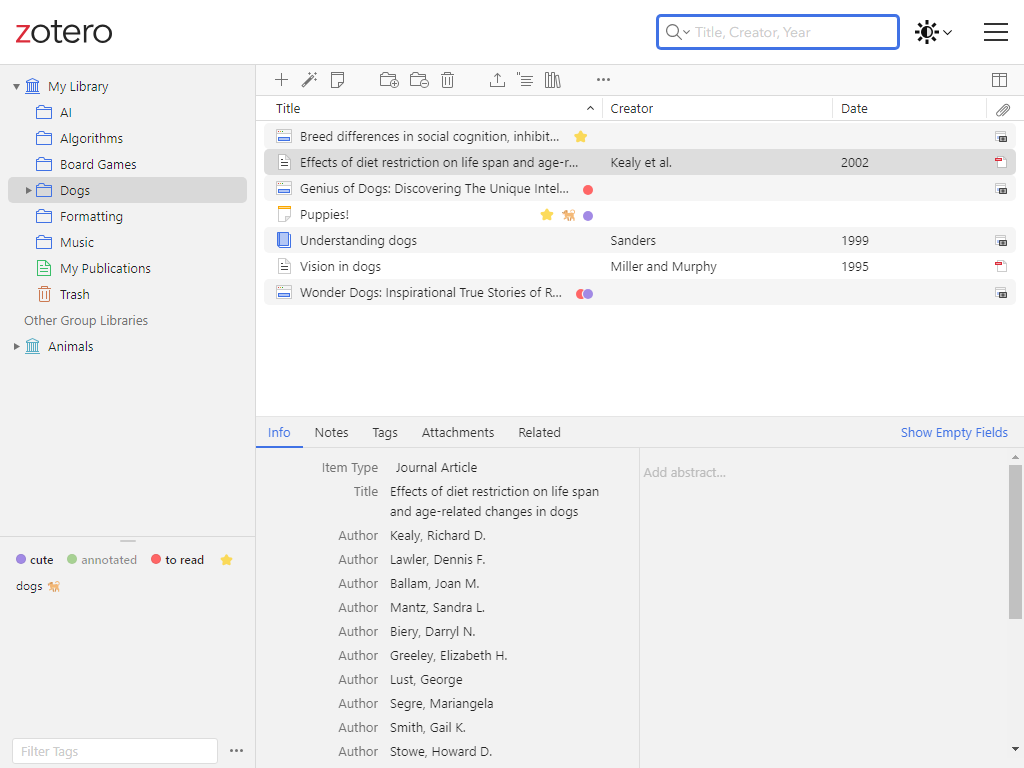 zotero
Title, Creator, Year
My Library
AI
Algorithms
Board Games
Dogs
Formatting
Music
My Publications
Trash
Other Group Libraries
Animals
cute annotated to read
dogs
Filter Tags
Title Creator Date
Breed differences in social cognition, inhibit...
Effects of diet restriction on life span and age-r... Kealy et al. 2002
Genius of Dogs: Discovering The Unique Intel...
Puppies!
Understanding dogs Sanders 1999
Vision in dogs Miller and Murphy 1995
Wonder Dogs: Inspirational True Stories of R...
Info Notes Tags Attachments Related Show Empty Fields
Item Type Journal Article
Title Effects of diet restriction on life span
and age-related changes in dogs
Author Kealy, Richard D.
Author Lawler, Dennis F.
Author Ballam, Joan M.
Author Mantz, Sandra L.
Author Biery, Darryl N.
Author Greeley, Elizabeth H.
Author Lust, George
Author Segre, Mariangela
Author Smith, Gail K.
Author Stowe, Howard D.
Add abstract...